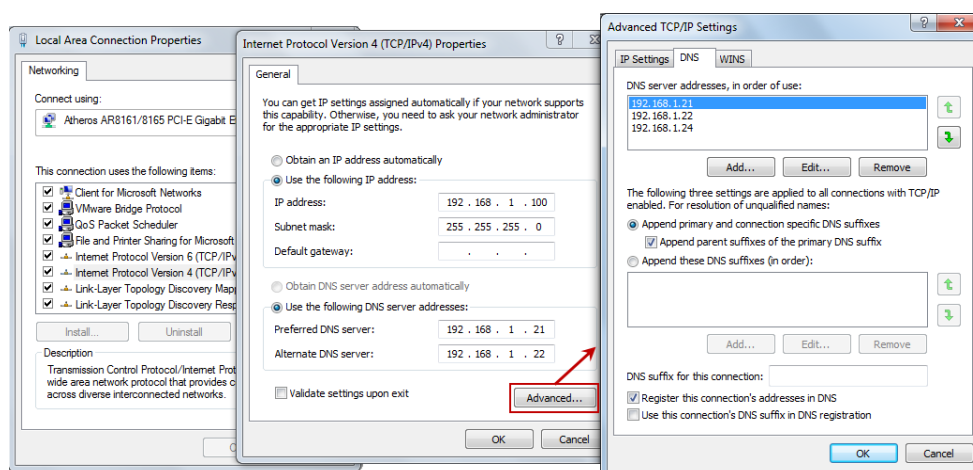 Local Area Connection Properties
Networking
Connect using:
Atheros AR8161/8165 PCI-E Gigabit E
This connection uses the following items:
Client for Microsoft Networks
VMware Bridge Protocol
QoS Packet Scheduler
File and Printer Sharing for Microsoft
Internet Protocol Version 6 (TCP/IPv
Internet Protocol Version 4 (TCP/IPv
Link-Layer Topology Discovery Map
Link-Layer Topology Discovery Resp
Install...
Uninstall
Description
Transmission Control Protocol/Internet Prot
wide area network protocol that provides c
across diverse interconnected networks.
Internet Protocol Version 4 (TCP/IPv4) Properties
General
You can get IP settings assigned automatically if your network supports
this capability. Otherwise, you need to ask your network administrator
for the appropriate IP settings.
Obtain an IP address automatically
Use the following IP address:
IP address:
192 . 168 . 1 . 100
Subnet mask:
255 . 255 . 255 . 0
Default gateway:
. . .
Obtain DNS server address automatically
Use the following DNS server addresses:
Preferred DNS server:
192 . 168 . 1 . 21
Alternate DNS server:
192 . 168 . 1 . 22
Validate settings upon exit
Advanced...
OK
Cancel
Advanced TCP/IP Settings
IP Settings
DNS
WINS
DNS server addresses, in order of use:
192.168.1.21
192.168.1.22
192.168.1.24
Add...
Edit...
Remove
The following three settings are applied to all connections with TCP/IP
enabled. For resolution of unqualified names:
Append primary and connection specific DNS suffixes
Append parent suffixes of the primary DNS suffix
Append these DNS suffixes (in order):
Add...
Edit...
Remove
DNS suffix for this connection:
Register this connection's addresses in DNS
Use this connection's DNS suffix in DNS registration
OK
Cancel